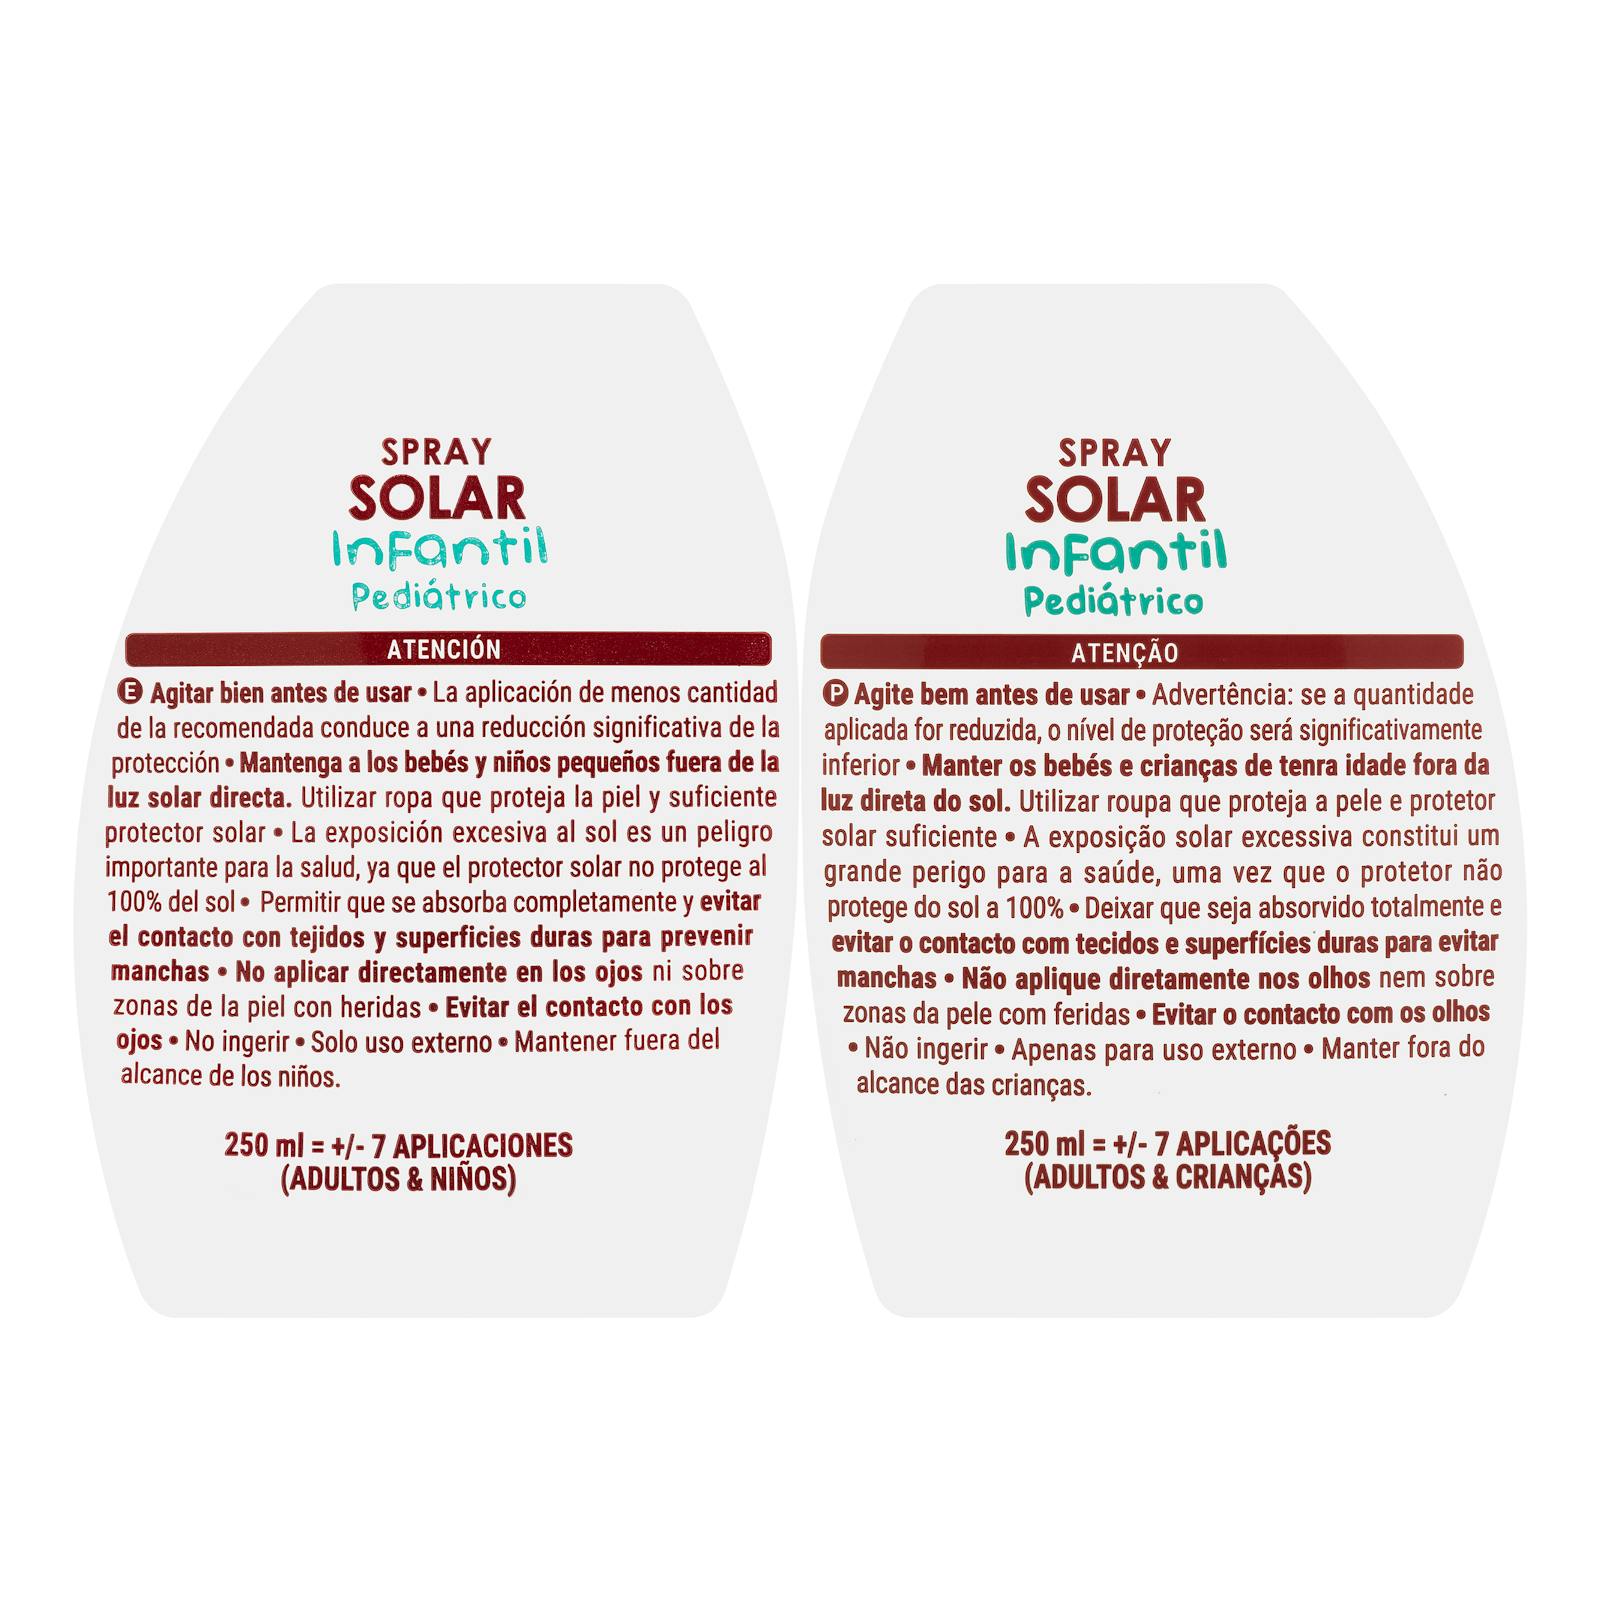 SPRAY
SOLAR
Infantil
Pediátrico
ATENCIÓN
E Agitar bien antes de usar • La aplicación de menos cantidad
de la recomendada conduce a una reducción significativa de la
protección • Mantenga a los bebés y niños pequeños fuera de la
luz solar directa. Utilizar ropa que proteja la piel y suficiente
protector solar • La exposición excesiva al sol es un peligro
importante para la salud, ya que el protector solar no protege al
100% del sol • Permitir que se absorba completamente y evitar
el contacto con tejidos y superficies duras para prevenir
manchas • No aplicar directamente en los ojos ni sobre
zonas de la piel con heridas • Evitar el contacto con los
ojos • No ingerir • Solo uso externo • Mantener fuera del
alcance de los niños.
250 ml = +/- 7 APLICACIONES
(ADULTOS & NIÑOS)
SPRAY
SOLAR
Infantil
Pediátrico
ATENÇÃO
P Agite bem antes de usar • Advertência: se a quantidade
aplicada for reduzida, o nível de proteção será significativamente
inferior • Manter os bebés e crianças de tenra idade fora da
luz direta do sol. Utilizar roupa que proteja a pele e protetor
solar suficiente • A exposição solar excessiva constitui um
grande perigo para a saúde, uma vez que o protetor não
protege do sol a 100% • Deixar que seja absorvido totalmente e
evitar o contacto com tecidos e superfícies duras para evitar
manchas • Não aplique diretamente nos olhos nem sobre
zonas da pele com feridas • Evitar o contacto com os olhos
• Não ingerir • Apenas para uso externo • Manter fora do
alcance das crianças.
250 ml = +/- 7 APLICAÇÕES
(ADULTOS & CRIANÇAS)